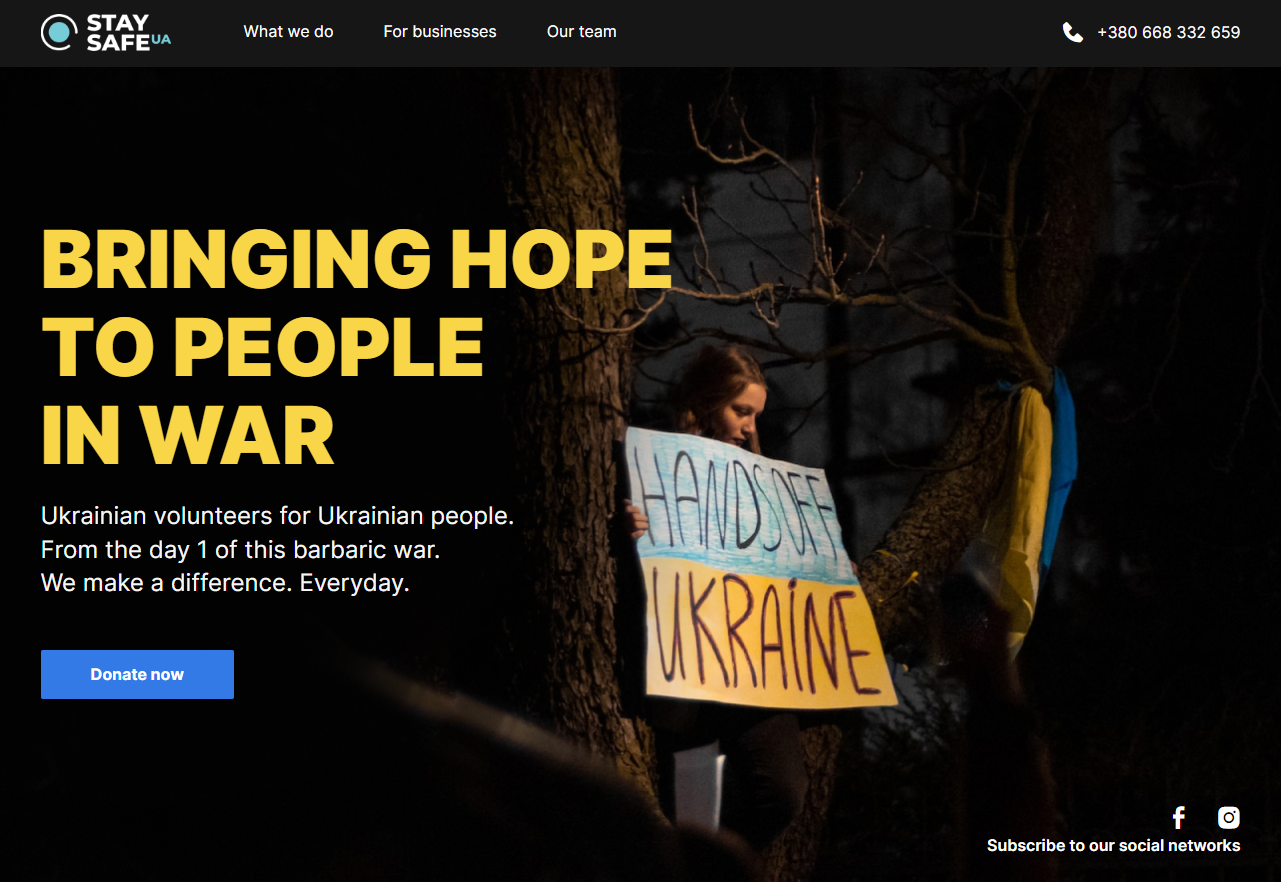 STAY
SAFE UA
What we do
For businesses
Our team
+380 668 332 659
BRINGING HOPE
TO PEOPLE
IN WAR
Ukrainian volunteers for Ukrainian people.
From the day 1 of this barbaric war.
We make a difference. Everyday.
Donate now
HANDS OFF
UKRAINE
Subscribe to our social networks